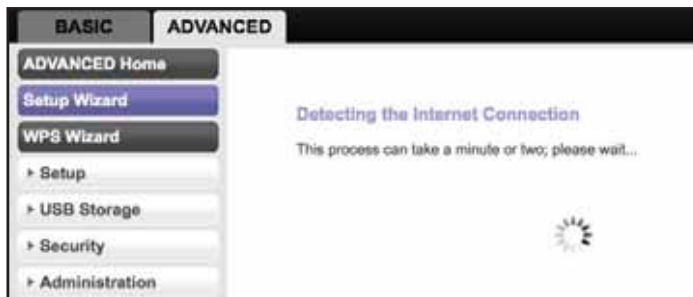 BASIC
ADVANCED
ADVANCED Home
Setup Wizard
WPS Wizard
Setup
USB Storage
Security
Administration
Detecting the Internet Connection
This process can take a minute or two; please wait...